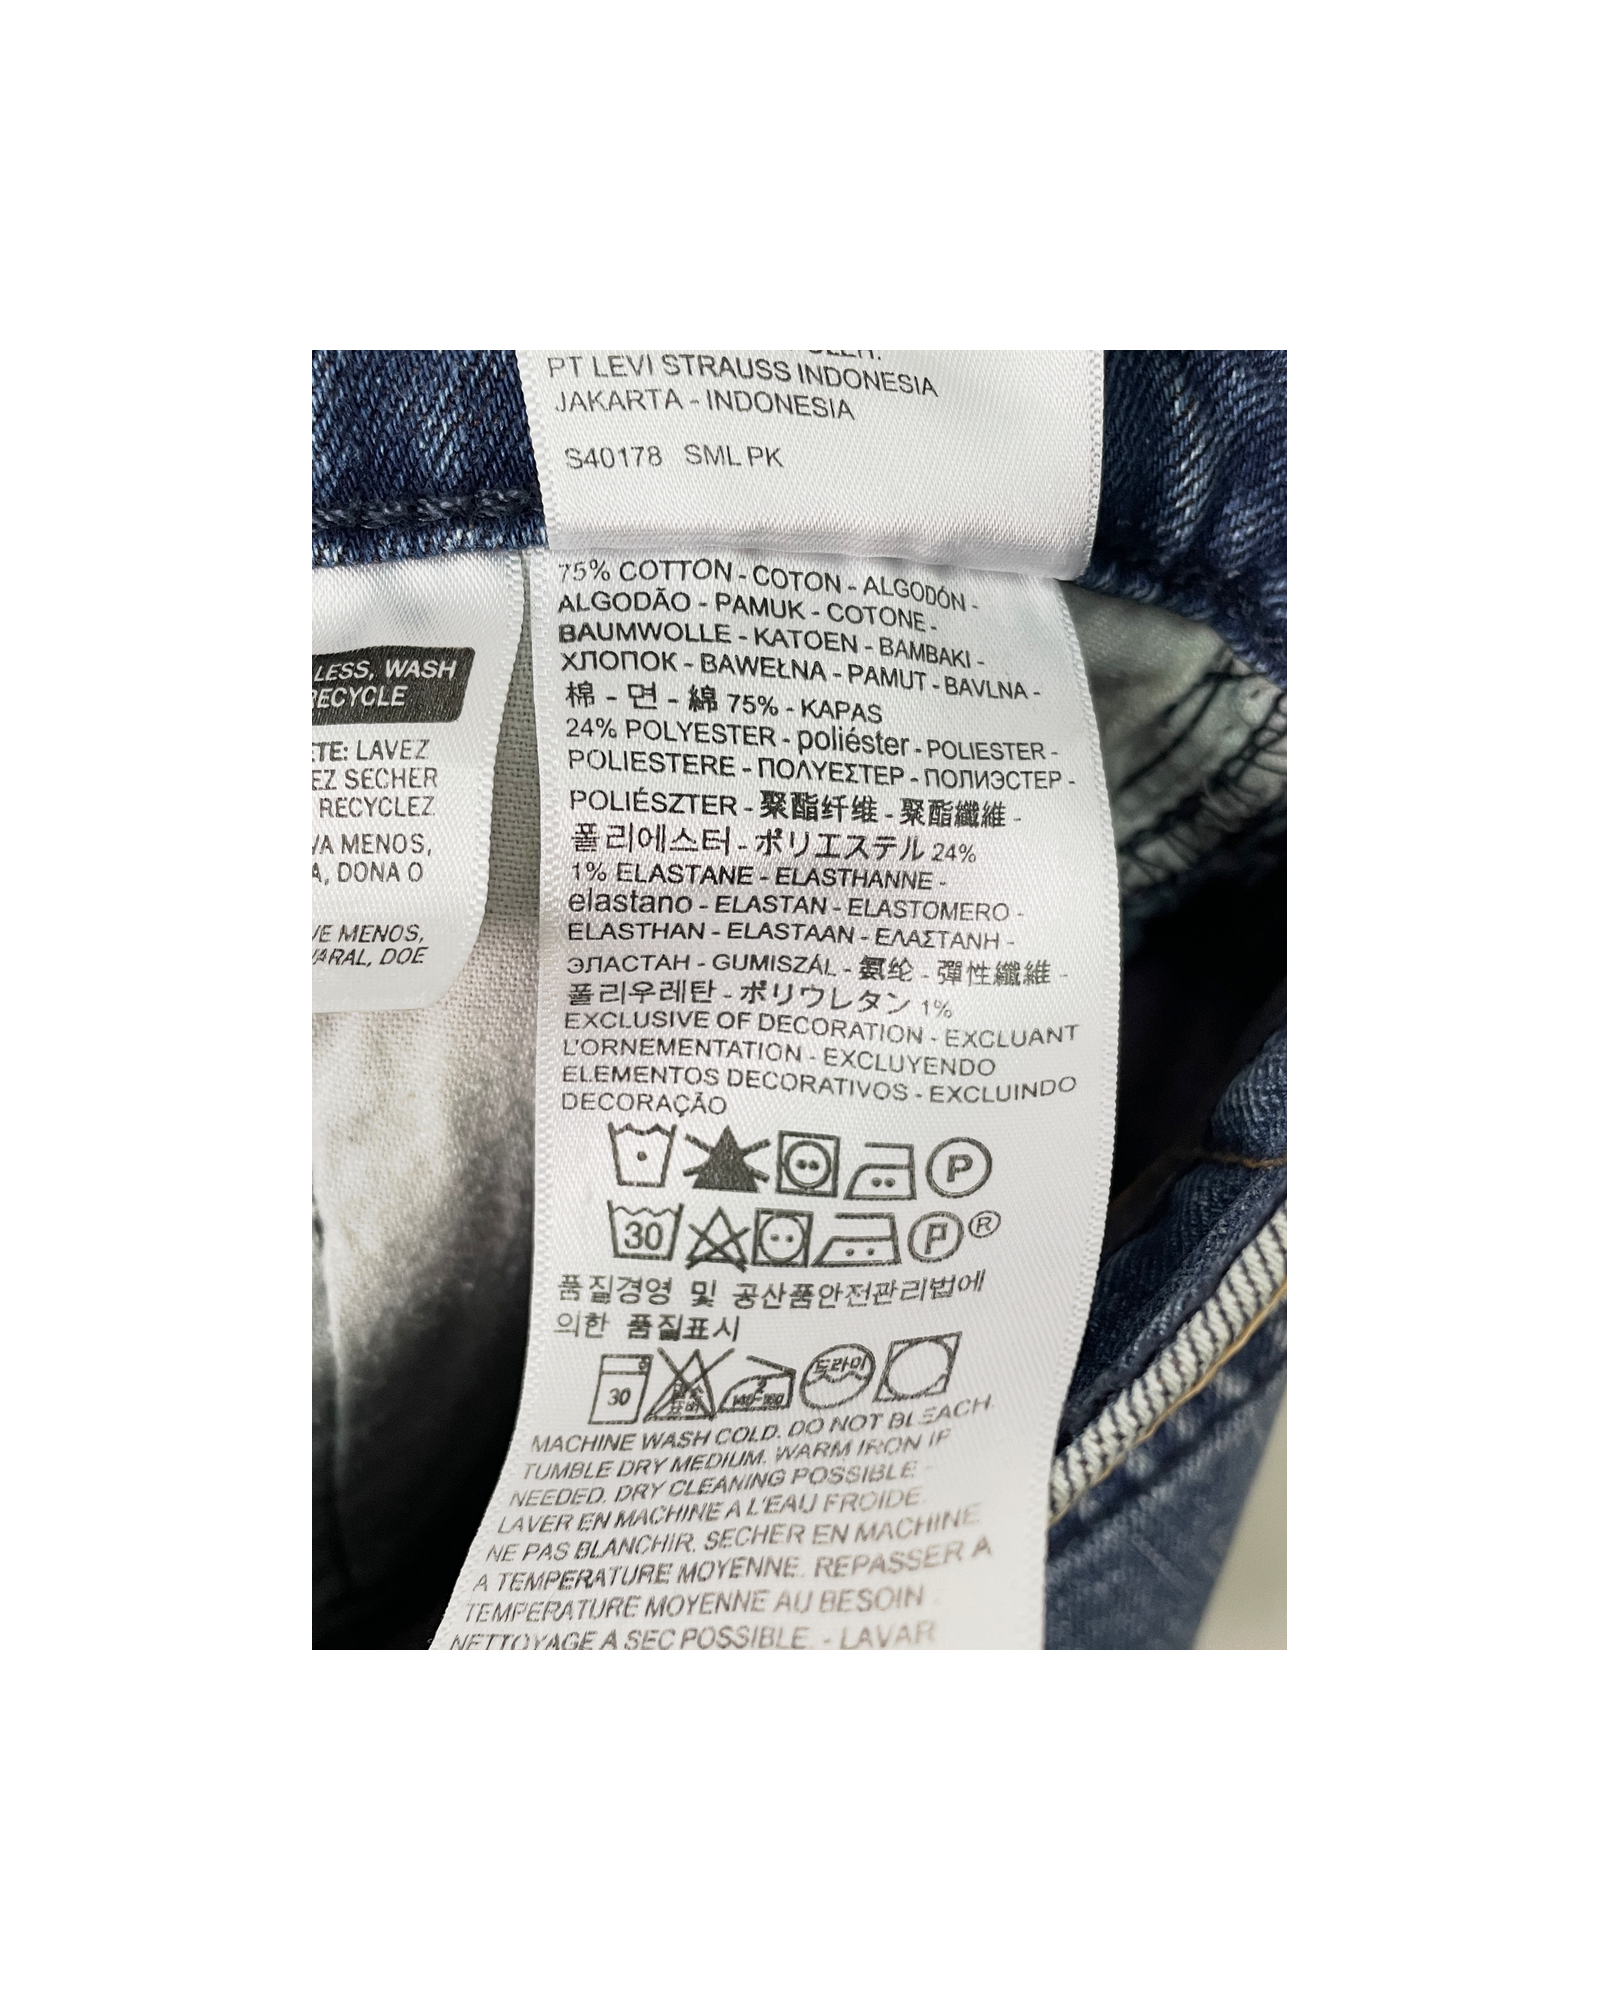 PT LEVI STRAUSS INDONESIA
JAKARTA - INDONESIA
S40178 SML PK
LESS, WASH
RECYCLE
LAVEZ
SECHER
RECYCLEZ
MENOS,
DONA O
MENOS,
DOE
75% COTTON - COTON - ALGODÓN -
ALGODÃO - PAMUK - COTONE -
BAUMWOLLE - KATOEN - BAMBAKI -
ХЛОПОК - BAWEŁNA - PAMUT - BAVLNA -
棉 - 면 - 綿 75% - KAPAS
24% POLYESTER - poliéster - POLIESTER -
POLIESTERE - ΠΟΛΥΕΣΤΕΡ - ПОЛИЭСТЕР -
POLIÉSZTER - 聚酯纤维 - 聚酯纖維 -
폴리에스터 - ポリエステル 24%
1% ELASTANE - ELASTHANNE -
elastano - ELASTAN - ELASTOMERO -
ELASTHAN - ELASTAAN - ΕΛΑΣΤΑΝΗ -
ЭЛАСТАН - GUMISZÁL - 氨纶 - 彈性纖維 -
폴리우레탄 - ポリウレタン 1%
EXCLUSIVE OF DECORATION - EXCLUANT
L'ORNEMENTATION - EXCLUYENDO
ELEMENTOS DECORATIVOS - EXCLUINDO
DECORAÇÃO
P
30 P ®
품질경영 및 공산품안전관리법에
의한 품질표시
30 드라이
MACHINE WASH COLD. DO NOT BLEACH.
TUMBLE DRY MEDIUM. WARM IRON IF
NEEDED. DRY CLEANING POSSIBLE -
LAVER EN MACHINE A L'EAU FROIDE.
NE PAS BLANCHIR. SECHER EN MACHINE
A TEMPERATURE MOYENNE. REPASSER A
TEMPERATURE MOYENNE AU BESOIN.
NETTOYAGE A SEC POSSIBLE. - LAVAR